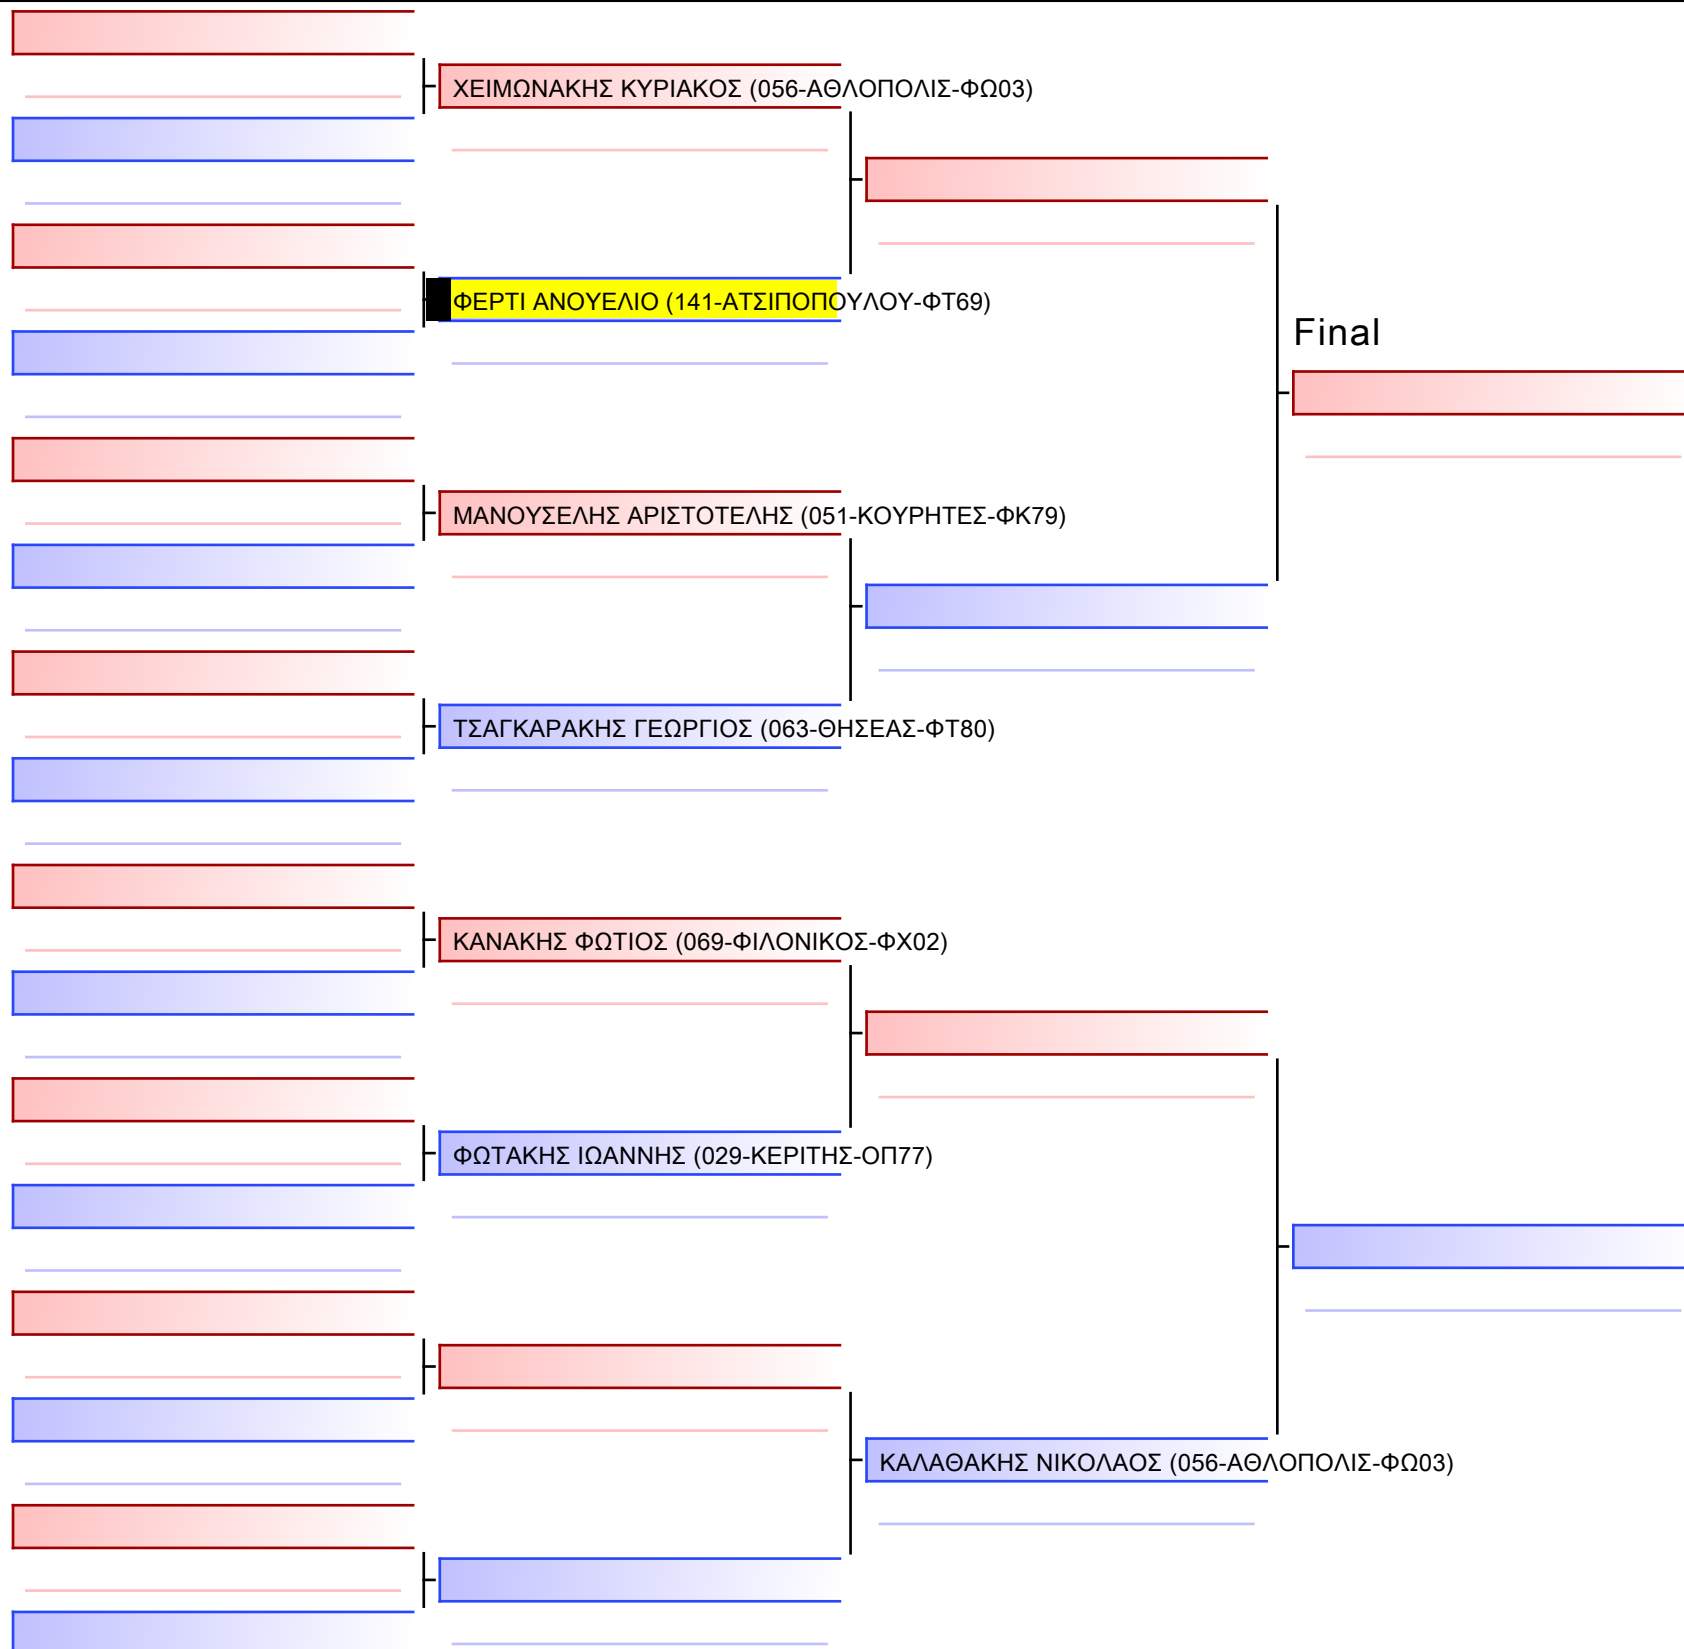 ΧΕΙΜΩΝΑΚΗΣ ΚΥΡΙΑΚΟΣ (056-ΑΘΛΟΠΟΛΙΣ-ΦΩ03)
ΦΕΡΤΙ ΑΝΟΥΕΛΙΟ (141-ΑΤΣΙΠΟΠΟΥΛΟΥ-ΦΤ69)
Final
ΜΑΝΟΥΣΕΛΗΣ ΑΡΙΣΤΟΤΕΛΗΣ (051-ΚΟΥΡΗΤΕΣ-ΦΚ79)
ΤΣΑΓΚΑΡΑΚΗΣ ΓΕΩΡΓΙΟΣ (063-ΘΗΣΕΑΣ-ΦΤ80)
ΚΑΝΑΚΗΣ ΦΩΤΙΟΣ (069-ΦΙΛΟΝΙΚΟΣ-ΦΧ02)
ΦΩΤΑΚΗΣ ΙΩΑΝΝΗΣ (029-ΚΕΡΙΤΗΣ-ΟΠ77)
ΚΑΛΑΘΑΚΗΣ ΝΙΚΟΛΑΟΣ (056-ΑΘΛΟΠΟΛΙΣ-ΦΩ03)